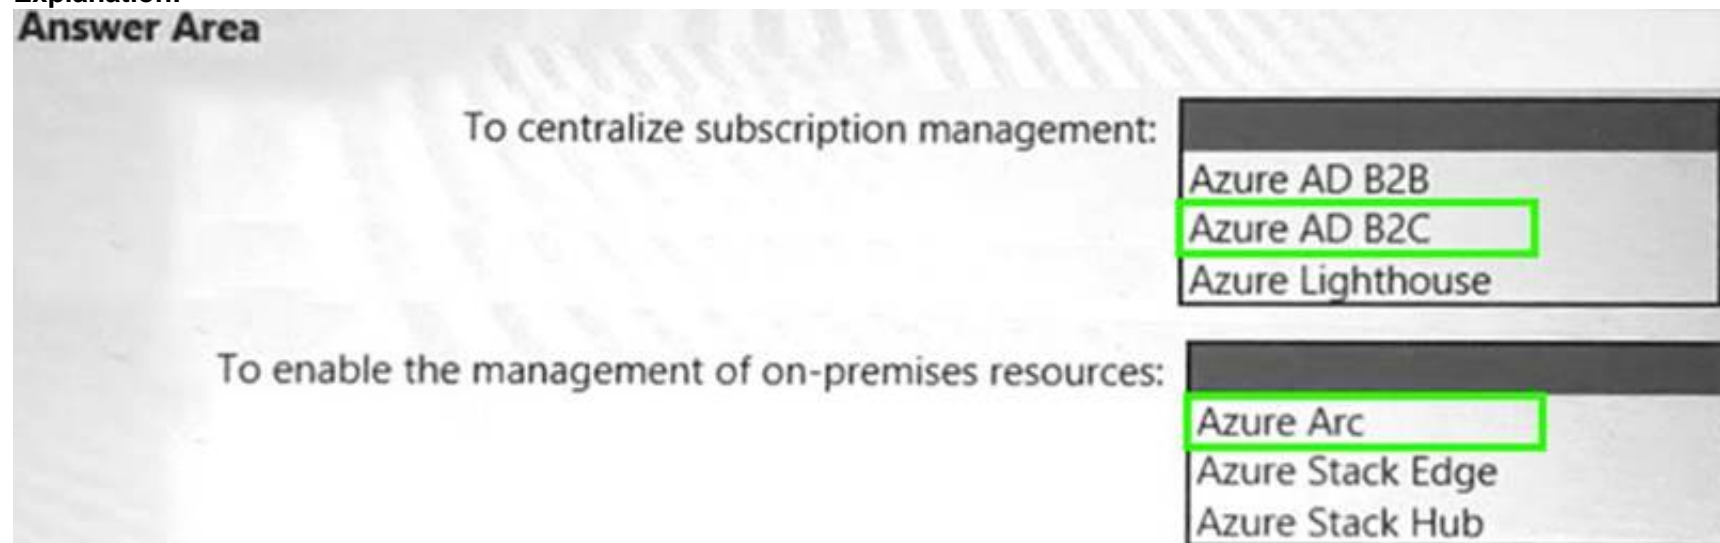 Explanation:
Answer Area
To centralize subscription management:
Azure AD B2B
Azure AD B2C
Azure Lighthouse
To enable the management of on-premises resources:
Azure Arc
Azure Stack Edge
Azure Stack Hub